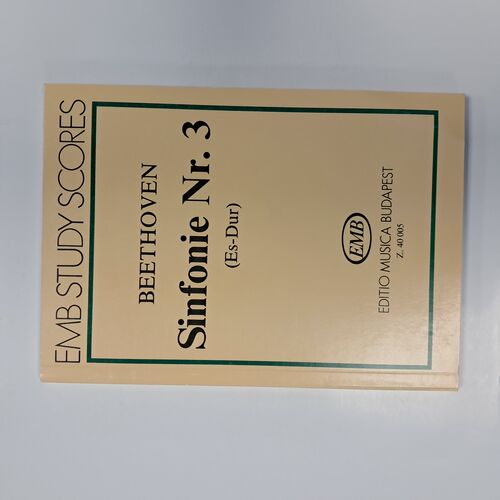 EMB STUDY SCORES
BEETHOVEN
Sinfonie Nr. 3
(Es-Dur)
EMB
EDITIO MUSICA BUDAPEST
Z. 40 005